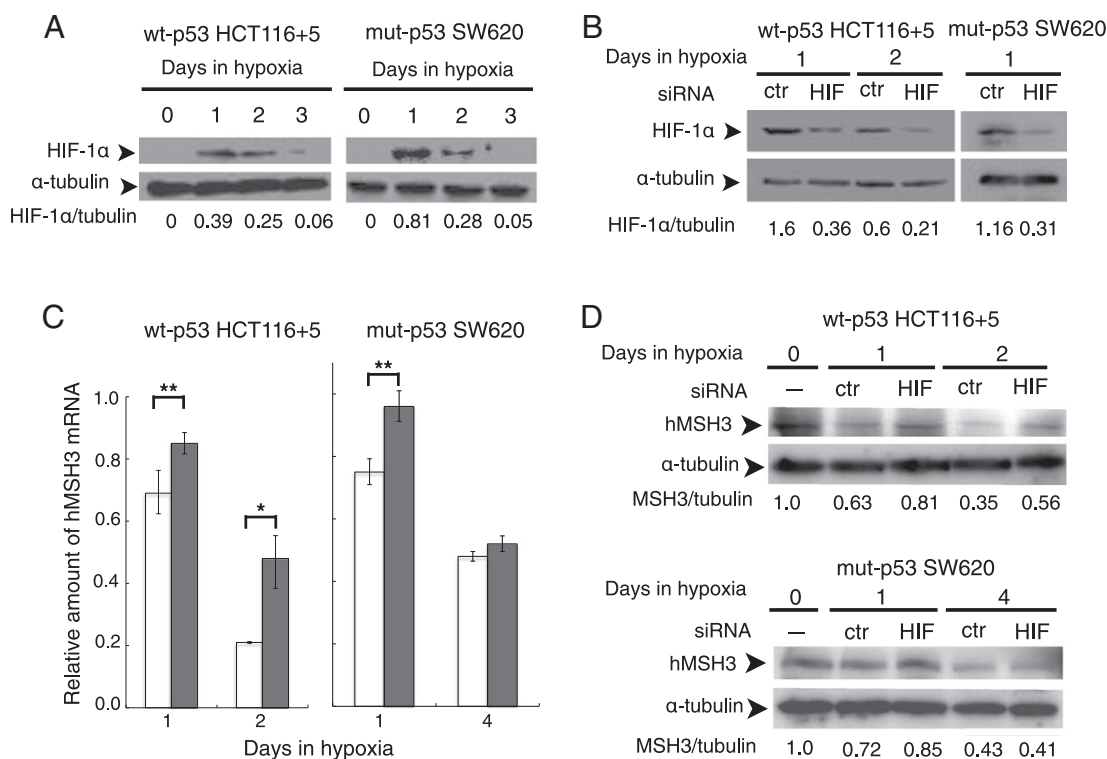 A
wt-p53 HCT116+5 mut-p53 SW620
Days in hypoxia Days in hypoxia
0 1 2 3 0 1 2 3
HIF-1α
α-tubulin
HIF-1α/tubulin
0 0.39 0.25 0.06 0 0.81 0.28 0.05
B
wt-p53 HCT116+5 mut-p53 SW620
Days in hypoxia 1 2 1
siRNA ctr HIF ctr HIF ctr HIF
HIF-1α
α-tubulin
HIF-1α/tubulin
1.6 0.36 0.6 0.21 1.16 0.31
C
wt-p53 HCT116+5 mut-p53 SW620
Relative amount of hMSH3 mRNA
1.0
0.8
0.6
0.4
0.2
0.0
** * **
1 2 1 4
Days in hypoxia
D
wt-p53 HCT116+5
Days in hypoxia 0 1 2
siRNA – ctr HIF ctr HIF
hMSH3
α-tubulin
MSH3/tubulin 1.0 0.63 0.81 0.35 0.56
mut-p53 SW620
Days in hypoxia 0 1 4
siRNA – ctr HIF ctr HIF
hMSH3
α-tubulin
MSH3/tubulin 1.0 0.72 0.85 0.43 0.41